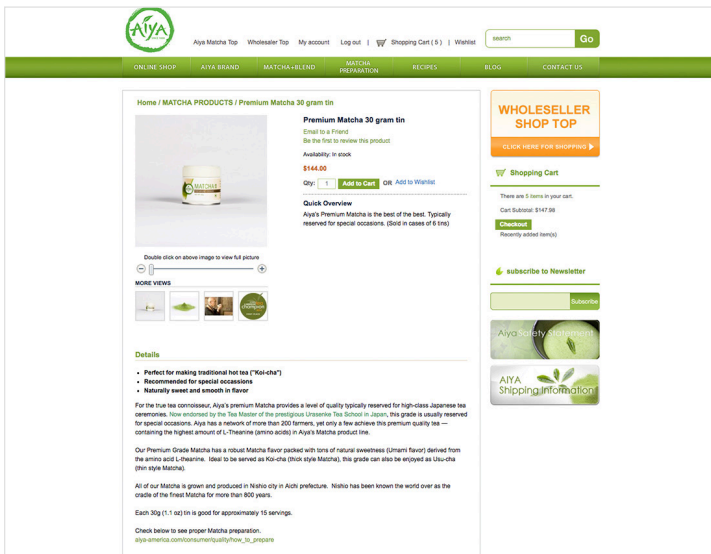 AIYA
Aiya Matcha Top Wholesaler Top My account Log out | Shopping Cart ( 5 ) | Wishlist
search Go
ONLINE SHOP AIYA BRAND MATCHA+BLEND MATCHA PREPARATION RECIPES BLOG CONTACT US
Home / MATCHA PRODUCTS / Premium Matcha 30 gram tin
Premium Matcha 30 gram tin
Email to a Friend
Be the first to review this product
Availability: In stock
$144.00
Qty: 1 Add to Cart OR Add to Wishlist
Quick Overview
Aiya's Premium Matcha is the best of the best. Typically
reserved for special occasions. (Sold in cases of 6 tins)
MATCHA
Double click on above image to view full picture
MORE VIEWS
Details
Perfect for making traditional hot tea ("Koi-cha")
Recommended for special occassions
Naturally sweet and smooth in flavor
For the true tea connoisseur, Aiya's premium Matcha provides a level of quality typically reserved for high-class Japanese tea
ceremonies. Now endorsed by the Tea Master of the prestigious Urssenke Tea School in Japan, this grade is usually reserved
for special occasions. Aiya has a network of more than 200 farmers, yet only a few achieve this premium quality tea —
containing the highest amount of L-Theanine (amino acids) in Aiya's Matcha product line.
Our Premium Grade Matcha has a robust Matcha flavor packed with tons of natural sweetness (Umami flavor) derived from
the amino acid L-theanine. Ideal to be served as Koi-cha (thick style Matcha), this grade can also be enjoyed as Usu-cha
(thin style Matcha).
All of our Matcha is grown and produced in Nishio city in Aichi prefecture. Nishio has been known the world over as the
cradle of the finest Matcha for more than 800 years.
Each 30g (1.1 oz) tin is good for approximately 15 servings.
Check below to see proper Matcha preparation.
aiya-america.com/consumer/quality/how_to_prepare
WHOLESELLER
SHOP TOP
CLICK HERE FOR SHOPPING
Shopping Cart
There are 5 items in your cart.
Cart Subtotal: $147.98
Checkout
Recently added item(s)
subscribe to Newsletter
Subscribe
Aiya Safety Statement
AIYA
Shipping Information